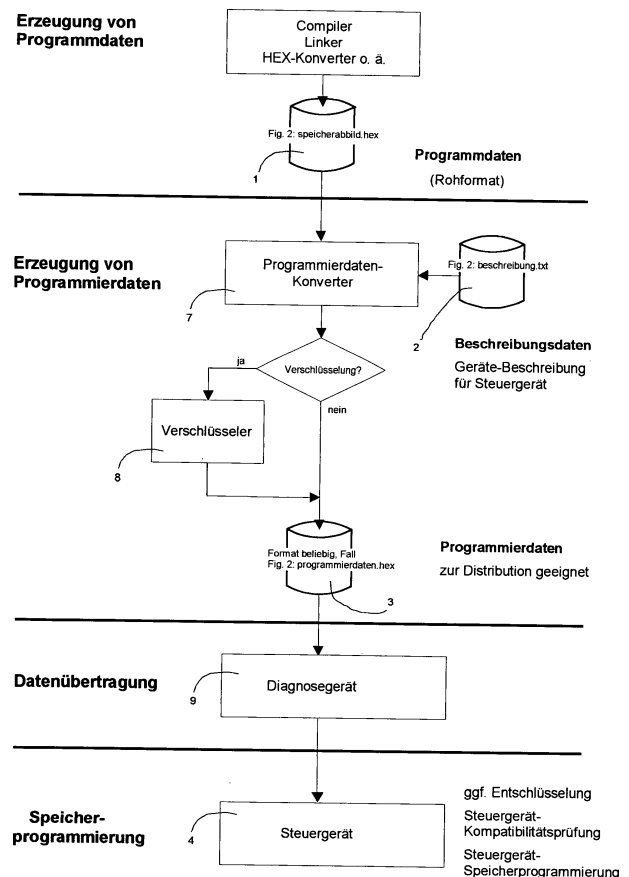 Erzeugung von
Programmdaten
Compiler
Linker
HEX-Konverter o. ä.
Fig. 2: speicherabbild.hex
1
Programmdaten
(Rohformat)
Erzeugung von
Programmierdaten
Programmierdaten-
Konverter
7
Fig. 2: beschreibung.txt
2
Beschreibungsdaten
Geräte-Beschreibung
für Steuergerät
Verschlüsselung?
ja
nein
Verschlüsseler
8
Format beliebig, Fall
Fig. 2: programmierdaten.hex
3
Programmierdaten
zur Distribution geeignet
Datenübertragung
Diagnosegerät
9
Speicher-
programmierung
Steuergerät
4
ggf. Entschlüsselung
Steuergerät-
Kompatibilitätsprüfung
Steuergerät-
Speicherprogrammierung